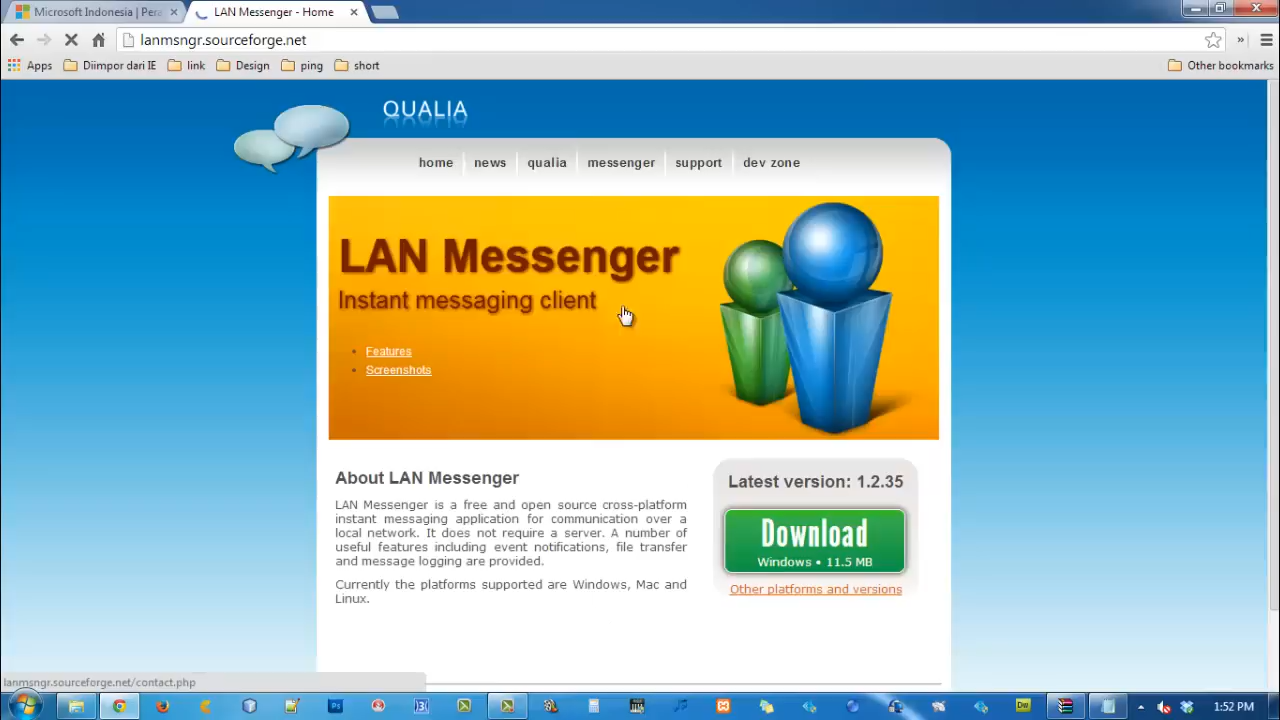 Microsoft Indonesia | Pera
LAN Messenger - Home
lanmsngr.sourceforge.net
Apps
Diimpor dari IE
link
Design
ping
short
Other bookmarks
QUALIA
home
news
qualia
messenger
support
dev zone
LAN Messenger
Instant messaging client
Features
Screenshots
About LAN Messenger
LAN Messenger is a free and open source cross-platform
instant messaging application for communication over a
local network. It does not require a server. A number of
useful features including event notifications, file transfer
and message logging are provided.
Currently the platforms supported are Windows, Mac and
Linux.
Latest version: 1.2.35
Download
Windows • 11.5 MB
Other platforms and versions
lanmsngr.sourceforge.net/contact.php
Ps
Dw
1:52 PM